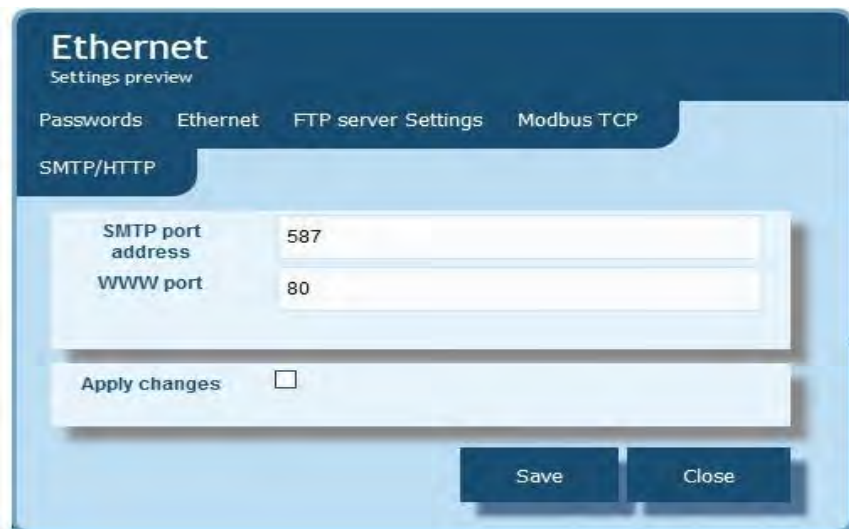 Ethernet
Settings preview
Passwords Ethernet FTP server Settings Modbus TCP
SMTP/HTTP
SMTP port
address
587
WWW port
80
Apply changes
Save Close